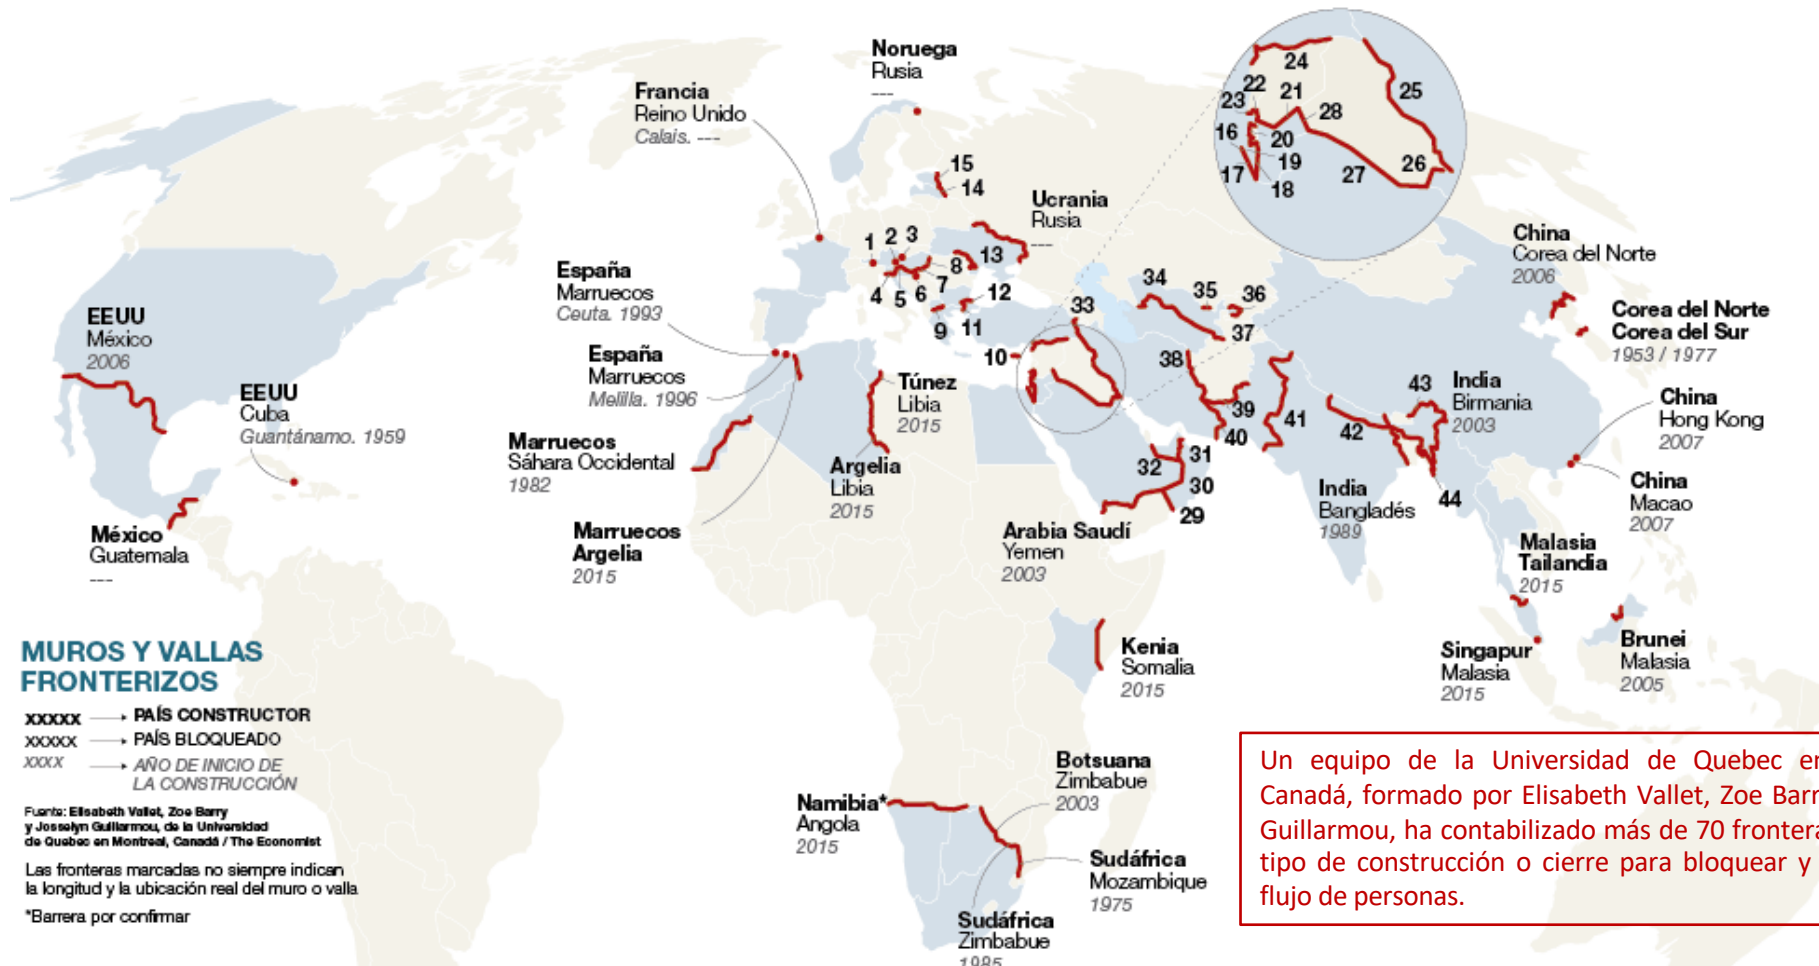 Noruega
Rusia
---
Francia
Reino Unido
Calais. ---
24
22
21
25
23
28
16
20
19
17
18
27
26
15
14
Ucrania
Rusia
---
1
2
3
4
5
6
7
8
13
9
11
12
10
33
España
Marruecos
Ceuta. 1993
España
Marruecos
Melilla. 1996
EEUU
México
2006
EEUU
Cuba
Guantánamo. 1959
México
Guatemala
---
Marruecos
Sáhara Occidental
1982
Marruecos
Argelia
2015
Túnez
Libia
2015
Argelia
Libia
2015
34
35
36
37
38
39
40
41
42
43
44
32
31
30
29
China
Corea del Norte
2006
Corea del Norte
Corea del Sur
1953 / 1977
India
Birmania
2003
China
Hong Kong
2007
China
Macao
2007
India
Bangladés
1989
Arabia Saudí
Yemen
2003
Malasia
Tailandia
2015
Singapur
Malasia
2015
Brunei
Malasia
2005
Kenia
Somalia
2015
Botsuana
Zimbabue
2003
Namibia*
Angola
2015
Sudáfrica
Mozambique
1975
Sudáfrica
Zimbabue
1985
MUROS Y VALLAS
FRONTERIZOS
xxxxx → PAÍS CONSTRUCTOR
xxxxx → PAÍS BLOQUEADO
xxxx → AÑO DE INICIO DE
LA CONSTRUCCIÓN
Fuente: Elisabeth Vallet, Zoe Barry
y Josselyn Guillarmou, de la Universidad
de Quebec en Montreal, Canadá / The Economist
Las fronteras marcadas no siempre indican
la longitud y la ubicación real del muro o valla
*Barrera por confirmar
Un equipo de la Universidad de Quebec en
Canadá, formado por Elisabeth Vallet, Zoe Barr
Guillarmou, ha contabilizado más de 70 frontera
tipo de construcción o cierre para bloquear y
flujo de personas.